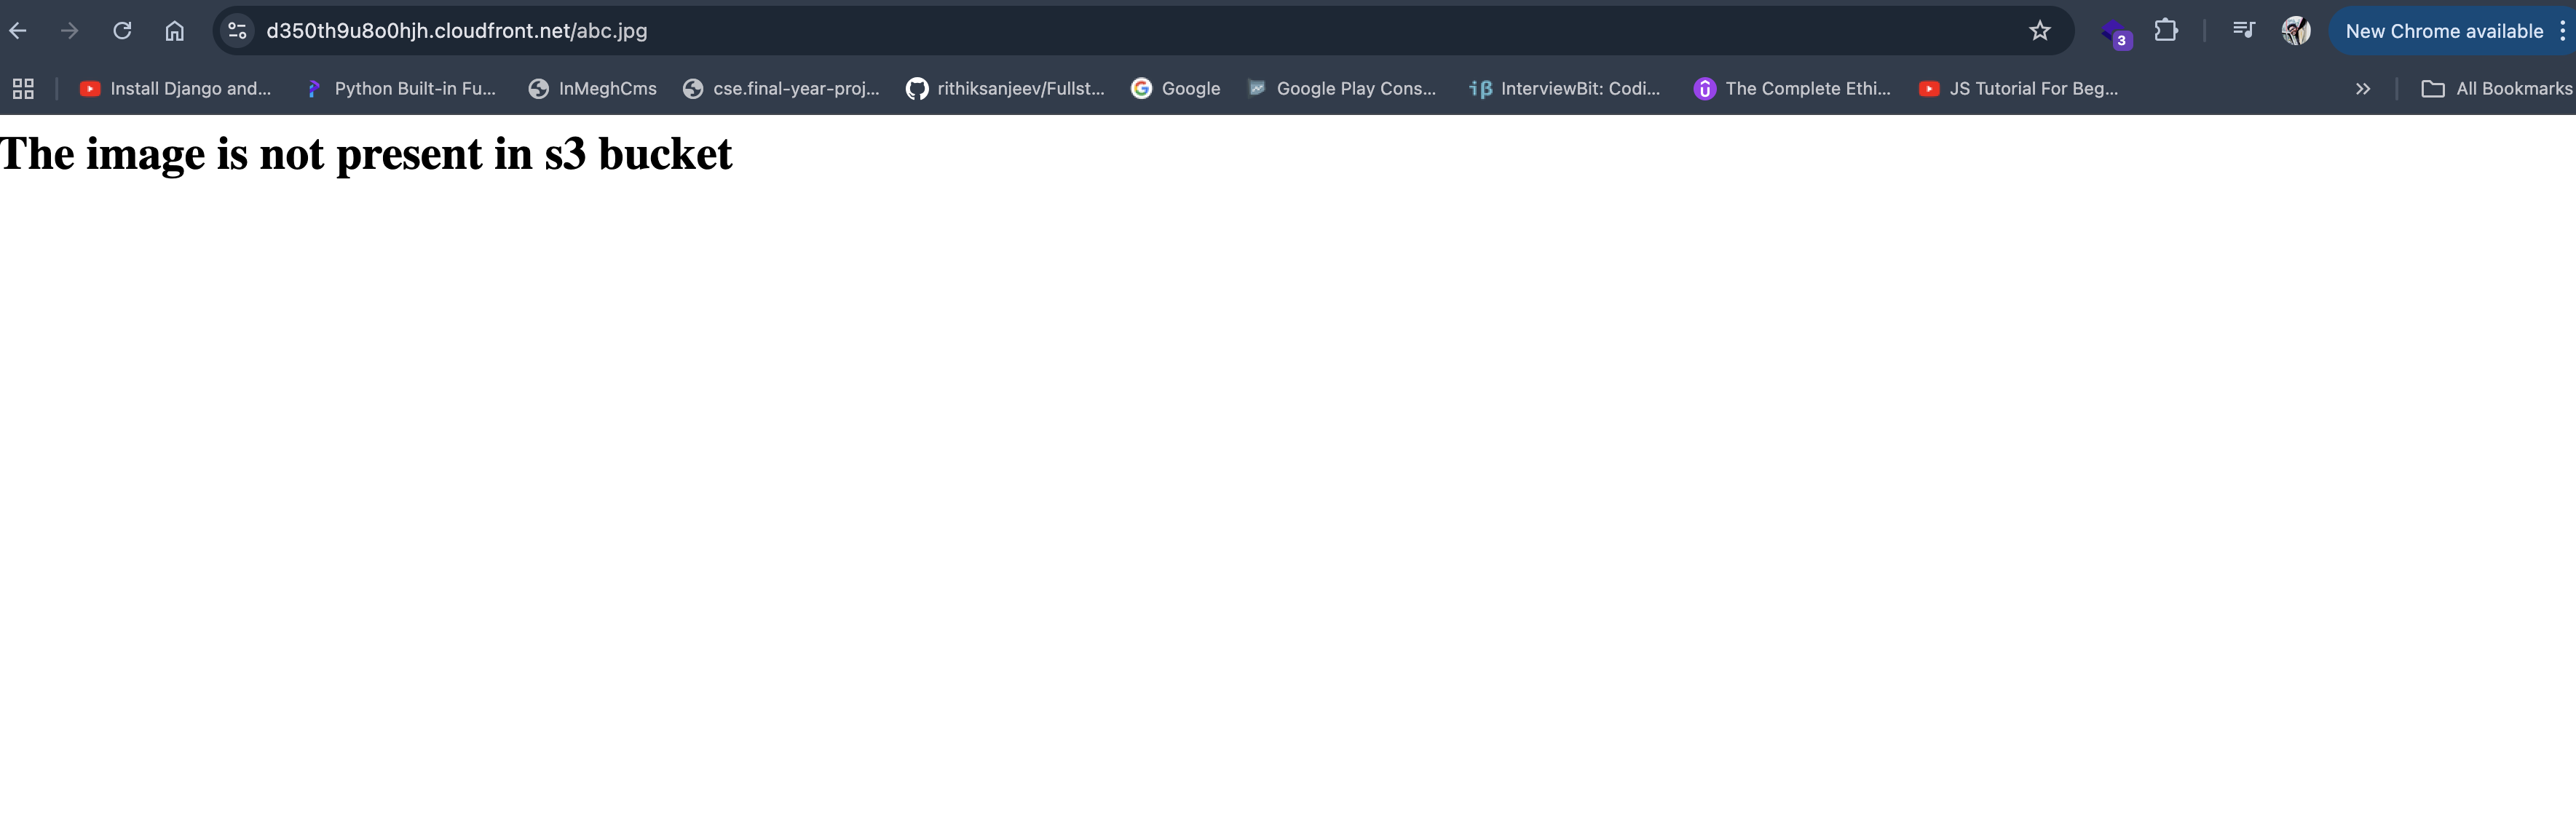 d350th9u8o0hjh.cloudfront.net/abc.jpg
3
New Chrome available
Install Django and... Python Built-in Fu... InMeghCms cse.final-year-proj... rithiksanjeev/Fullst... Google Google Play Cons... InterviewBit: Codi... The Complete Ethi... JS Tutorial For Beg... All Bookmarks
The image is not present in s3 bucket